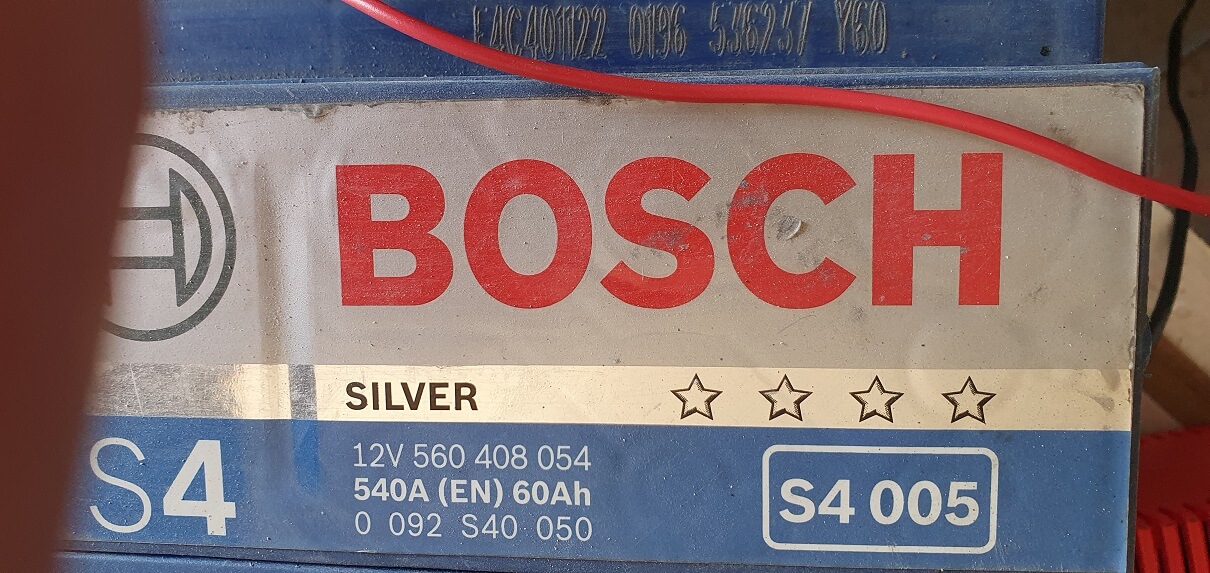 E4C401122 0196 536237 Y60
BOSCH
SILVER
S4
12V 560 408 054
540A (EN) 60Ah
0 092 S40 050
S4 005